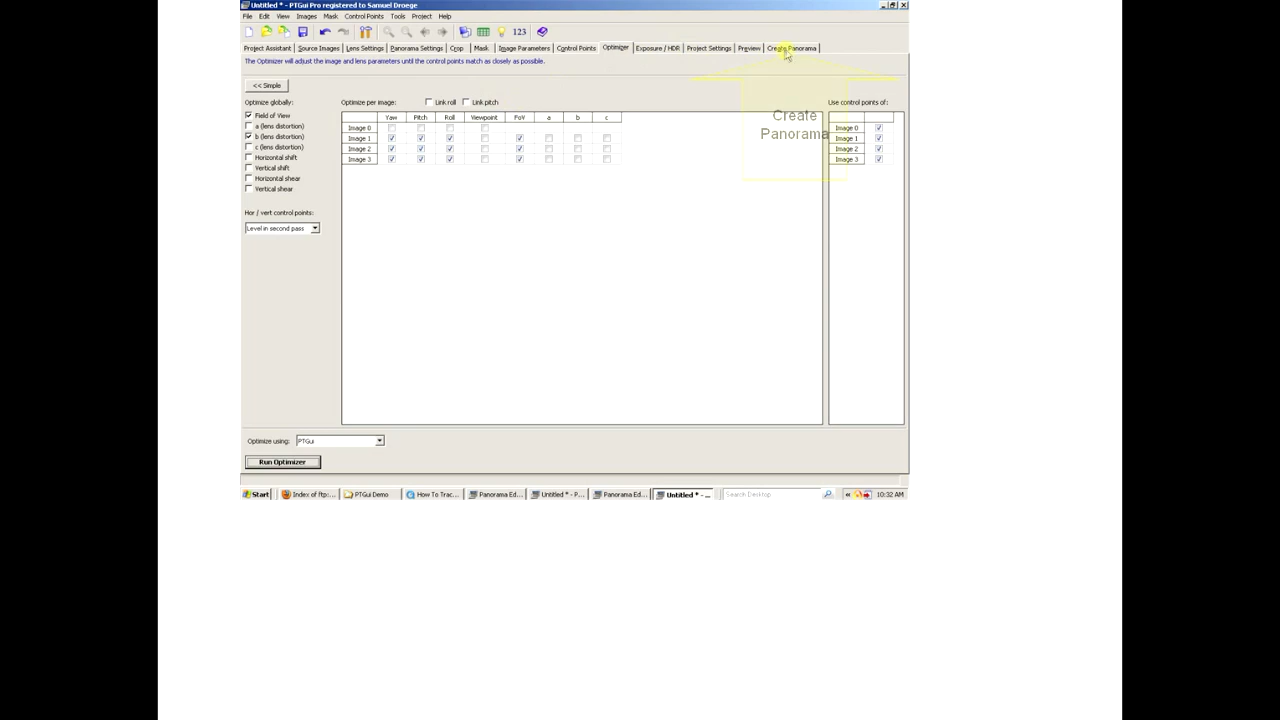 Untitled * - PTGui Pro registered to Samuel Droege
File Edit View Images Mask Control Points Tools Project Help
123
Project Assistant Source Images Lens Settings Panorama Settings Crop Mask Image Parameters Control Points Optimizer Exposure / HDR Project Settings Preview Create Panorama
The Optimizer will adjust the image and lens parameters until the control points match as closely as possible.
<< Simple
Optimize globally: Optimize per image: Link roll Link pitch Use control points of:
Field of View
a (lens distortion)
b (lens distortion)
c (lens distortion)
Horizontal shift
Vertical shift
Horizontal shear
Vertical shear
Hor / vert control points:
Level in second pass
Yaw Pitch Roll Viewpoint FoV a b c
Image 0
Image 1
Image 2
Image 3
Create
Panorama
Image 0
Image 1
Image 2
Image 3
Optimize using: PTGui
Run Optimizer
Start Index of ftp:... PTGui Demo How To Trac... Panorama Ed... Untitled * - P... Panorama Ed... Untitled * - ... Search Desktop « 10:32 AM